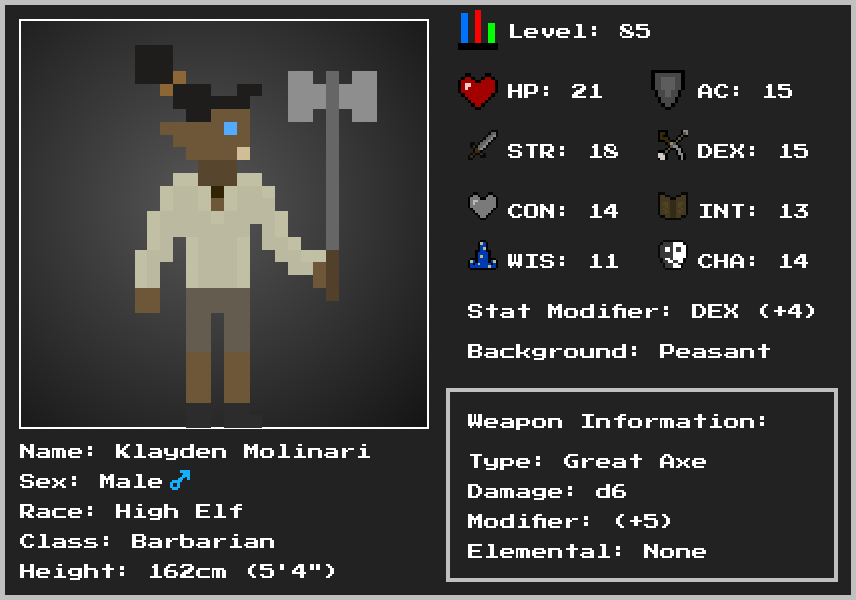 Level: 85
HP: 21 AC: 15
STR: 18 DEX: 15
CON: 14 INT: 13
WIS: 11 CHA: 14
Stat Modifier: DEX (+4)
Background: Peasant
Weapon Information:
Type: Great Axe
Damage: d6
Modifier: (+5)
Elemental: None
Name: Klayden Molinari
Sex: Male ♂
Race: High Elf
Class: Barbarian
Height: 162cm (5'4")